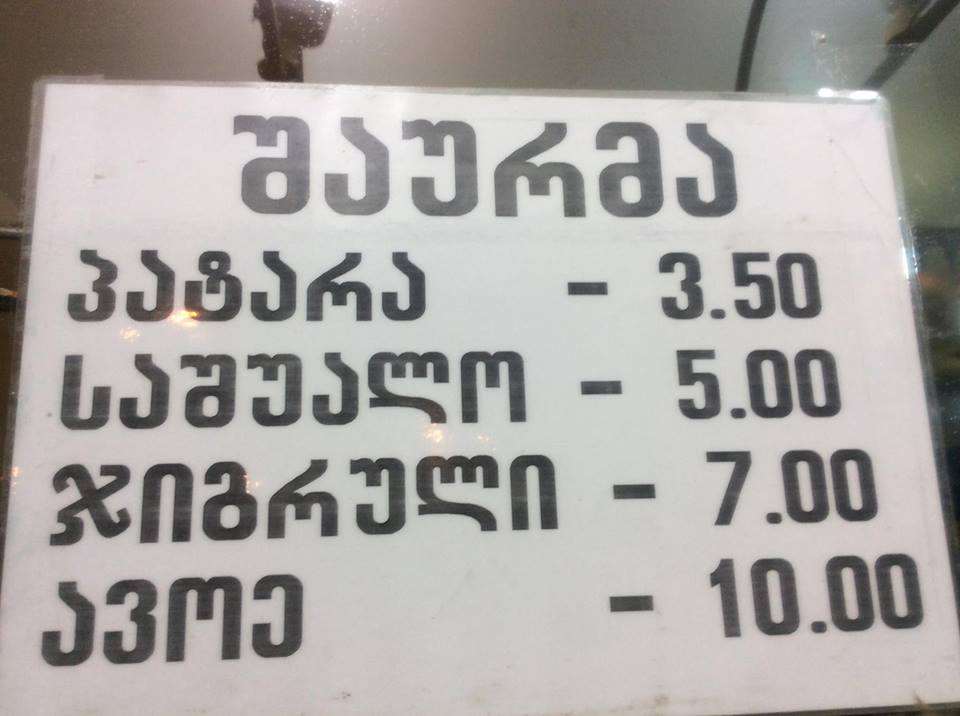 შაურმა
პატარა - 3.50
საშუალო - 5.00
ჯიგრული - 7.00
ავოე - 10.00